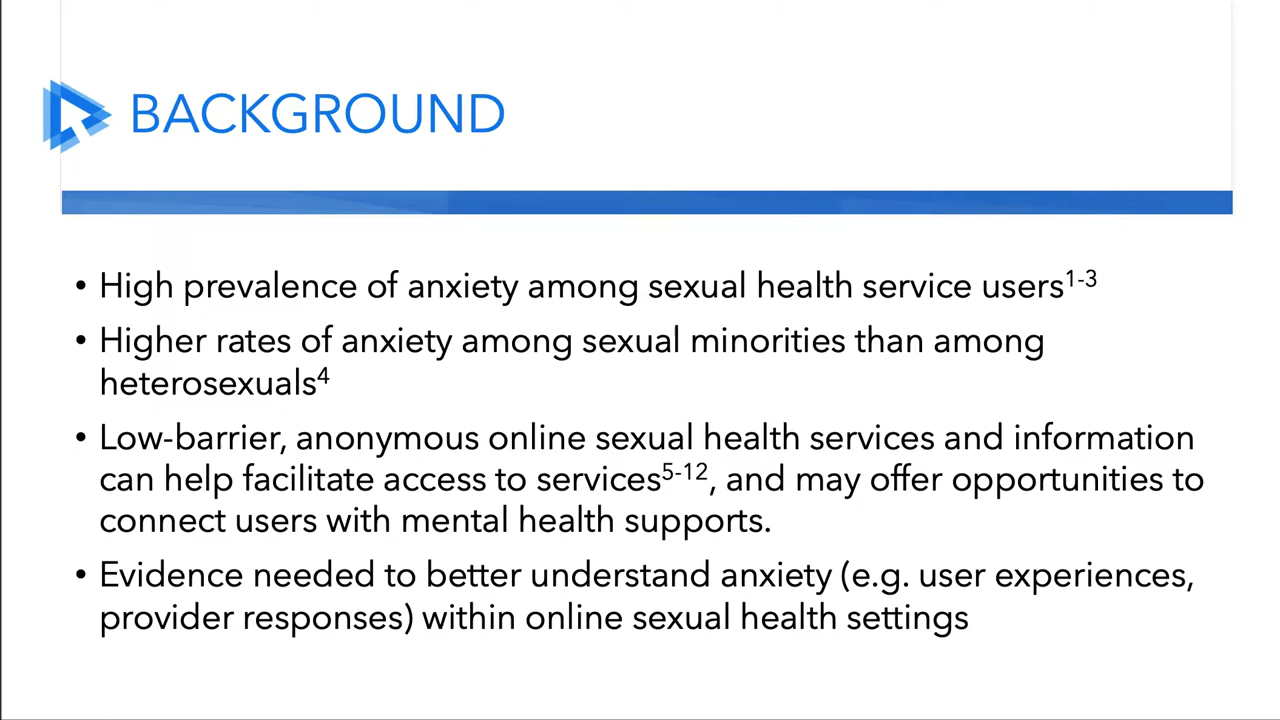 BACKGROUND
• High prevalence of anxiety among sexual health service users1-3
• Higher rates of anxiety among sexual minorities than among
heterosexuals4
• Low-barrier, anonymous online sexual health services and information
can help facilitate access to services5-12, and may offer opportunities to
connect users with mental health supports.
• Evidence needed to better understand anxiety (e.g. user experiences,
provider responses) within online sexual health settings